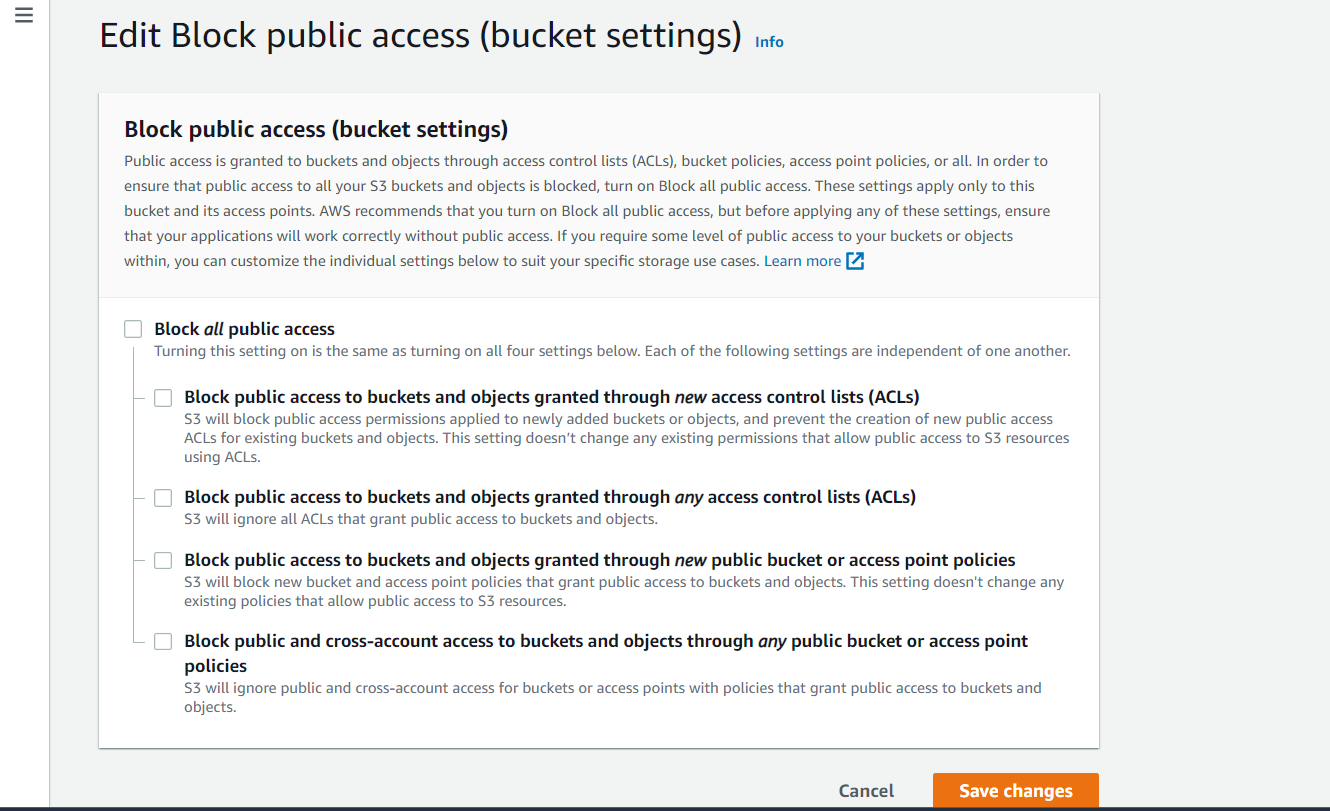 Edit Block public access (bucket settings) Info
Block public access (bucket settings)
Public access is granted to buckets and objects through access control lists (ACLs), bucket policies, access point policies, or all. In order to
ensure that public access to all your S3 buckets and objects is blocked, turn on Block all public access. These settings apply only to this
bucket and its access points. AWS recommends that you turn on Block all public access, but before applying any of these settings, ensure
that your applications will work correctly without public access. If you require some level of public access to your buckets or objects
within, you can customize the individual settings below to suit your specific storage use cases. Learn more
Block all public access
Turning this setting on is the same as turning on all four settings below. Each of the following settings are independent of one another.
Block public access to buckets and objects granted through new access control lists (ACLs)
S3 will block public access permissions applied to newly added buckets or objects, and prevent the creation of new public access
ACLs for existing buckets and objects. This setting doesn’t change any existing permissions that allow public access to S3 resources
using ACLs.
Block public access to buckets and objects granted through any access control lists (ACLs)
S3 will ignore all ACLs that grant public access to buckets and objects.
Block public access to buckets and objects granted through new public bucket or access point policies
S3 will block new bucket and access point policies that grant public access to buckets and objects. This setting doesn't change any
existing policies that allow public access to S3 resources.
Block public and cross-account access to buckets and objects through any public bucket or access point
policies
S3 will ignore public and cross-account access for buckets or access points with policies that grant public access to buckets and
objects.
Cancel Save changes